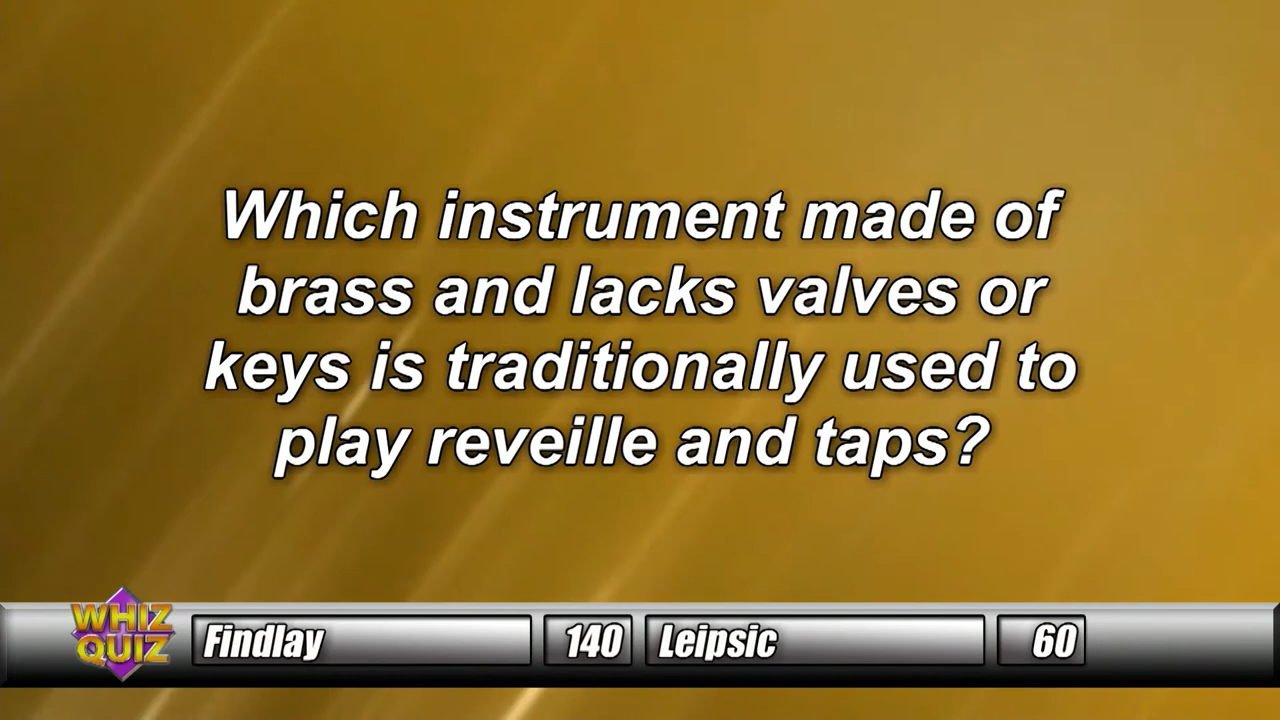 Which instrument made of
brass and lacks valves or
keys is traditionally used to
play reveille and taps?
WHIZ
QUIZ
Findlay 140 Leipsic 60